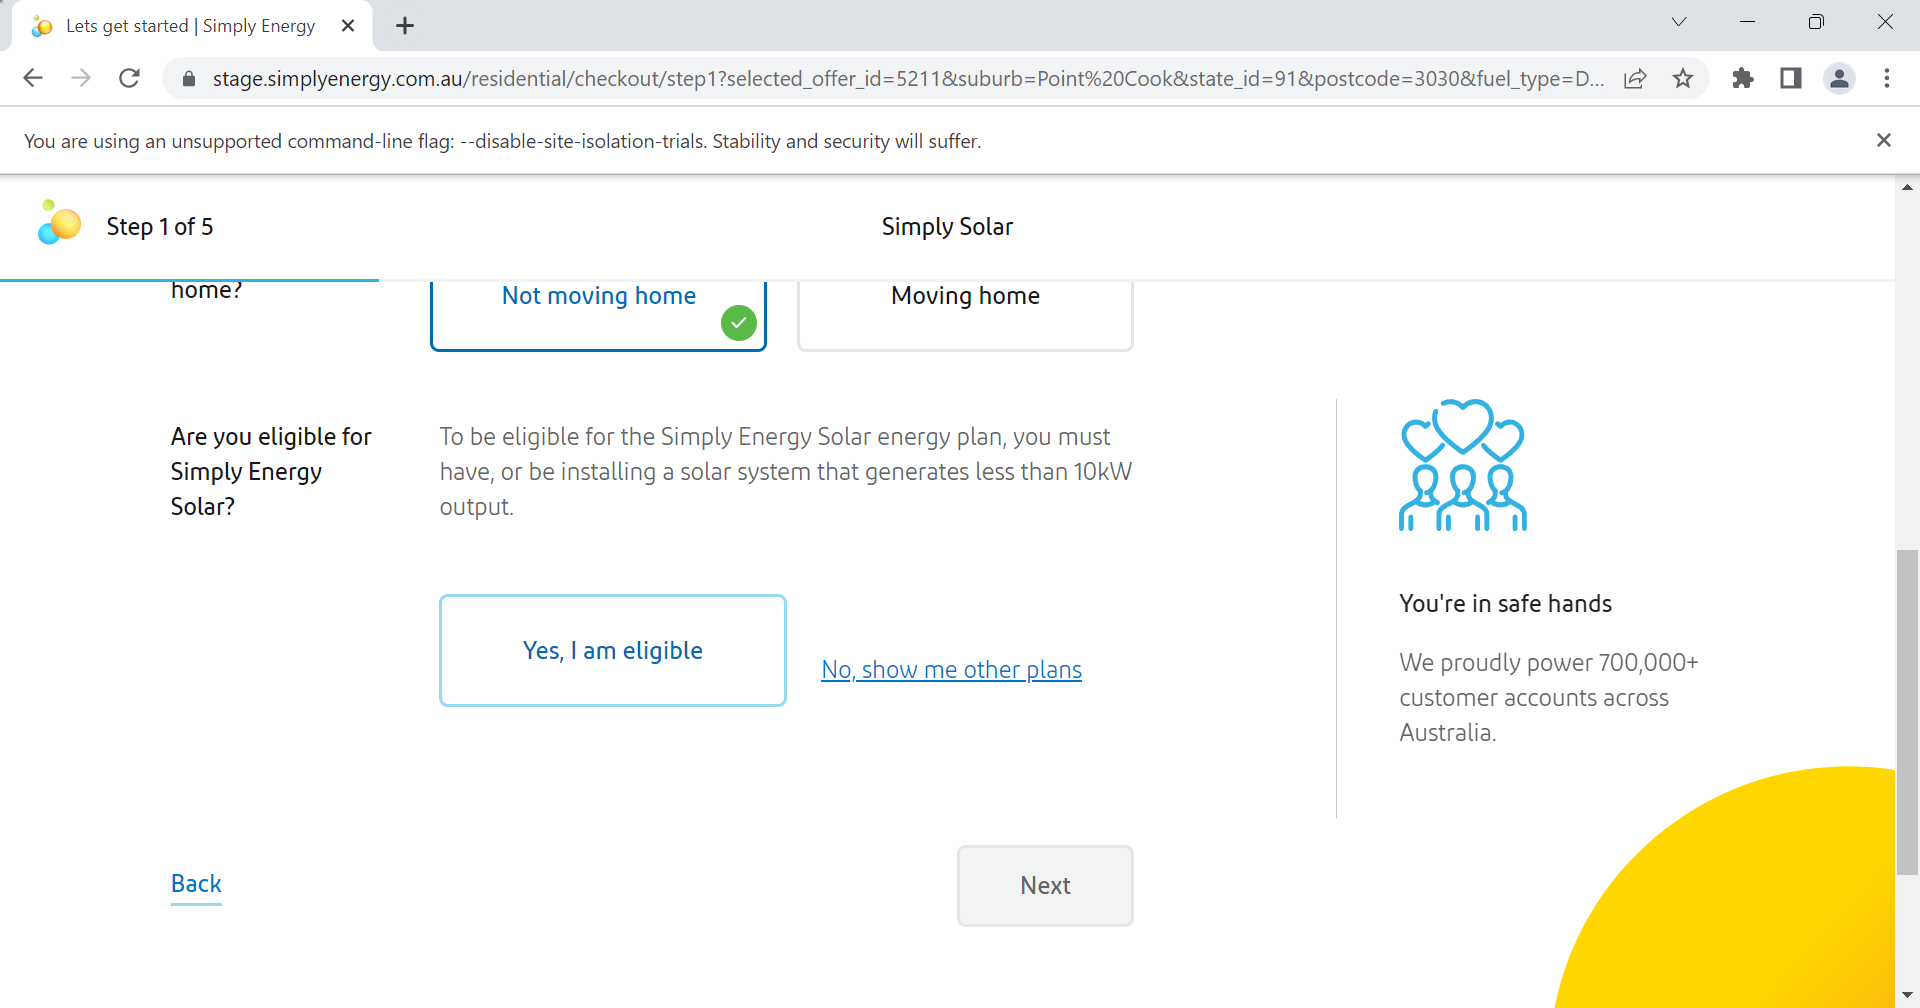 Lets get started | Simply Energy
stage.simplyenergy.com.au/residential/checkout/step1?selected_offer_id=5211&suburb=Point%20Cook&state_id=91&postcode=3030&fuel_type=D...
You are using an unsupported command-line flag: --disable-site-isolation-trials. Stability and security will suffer.
Step 1 of 5
Simply Solar
home?
Not moving home
Moving home
Are you eligible for
Simply Energy
Solar?
To be eligible for the Simply Energy Solar energy plan, you must
have, or be installing a solar system that generates less than 10kW
output.
Yes, I am eligible
No, show me other plans
You're in safe hands
We proudly power 700,000+
customer accounts across
Australia.
Back
Next